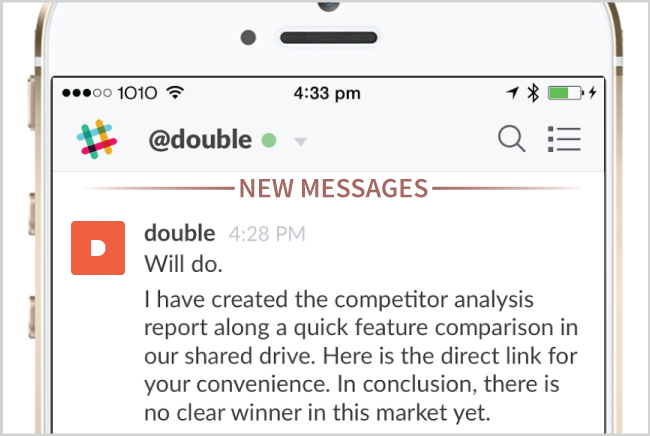 1010 4:33 pm
@double
NEW MESSAGES
D
double 4:28 PM
Will do.
I have created the competitor analysis
report along a quick feature comparison in
our shared drive. Here is the direct link for
your convenience. In conclusion, there is
no clear winner in this market yet.